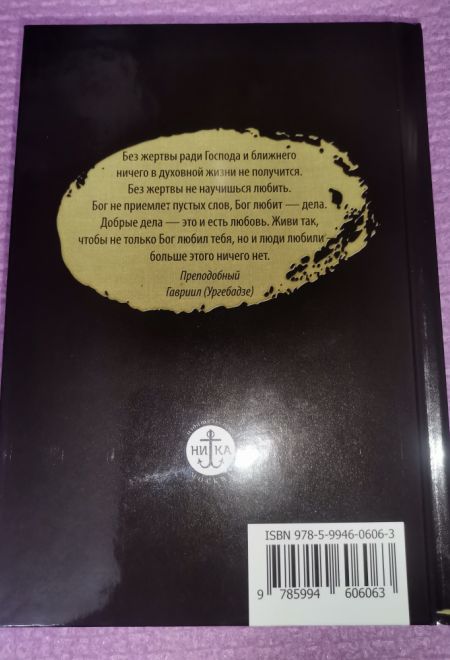 Без жертвы ради Господа и ближнего
ничего в духовной жизни не получится.
Без жертвы не научишься любить.
Бог не приемлет пустых слов, Бог любит — дела.
Добрые дела — это и есть любовь. Живи так,
чтобы не только Бог любил тебя, но и люди любили
больше этого ничего нет.
Преподобный
Гавриил (Ургебадзе)
НИКА
ISBN 978-5-9946-0606-3
9 785994 606063